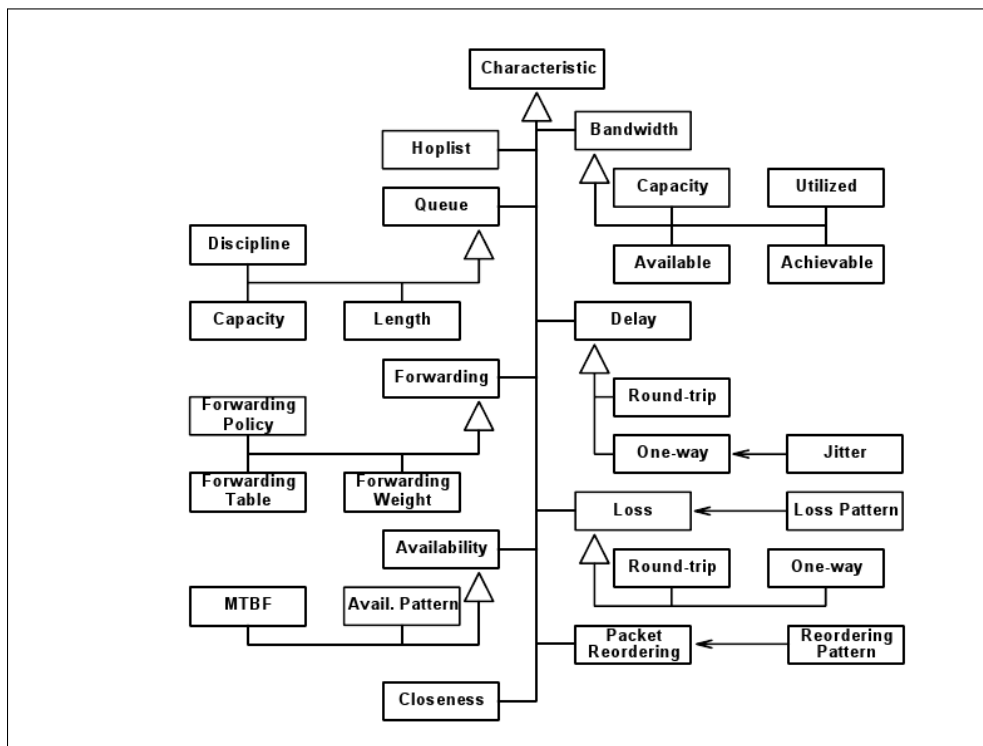 Characteristic
Bandwidth
Hoplist
Capacity
Utilized
Queue
Discipline
Available
Achievable
Capacity
Length
Delay
Forwarding
Round-trip
Forwarding
Policy
One-way
Jitter
Forwarding
Table
Forwarding
Weight
Loss
Loss Pattern
Availability
Round-trip
One-way
MTBF
Avail. Pattern
Packet
Reordering
Reordering
Pattern
Closeness